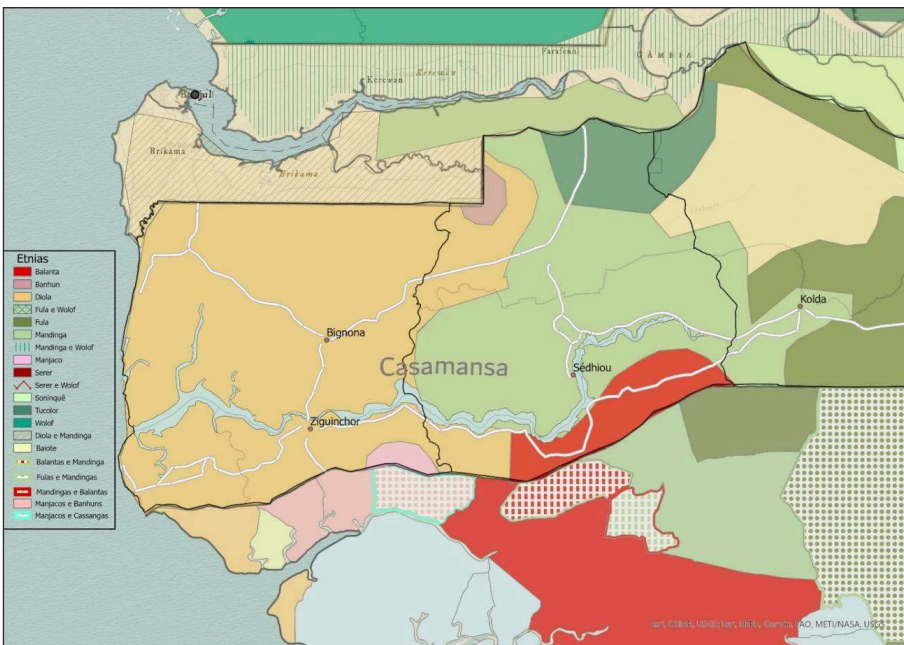 Parafenn
GÂMBIA
Kerewan
Kerewan
Brikama
Brikama
Etnias
Balanta
Banhun
Diola
Fula e Wolof
Fula
Mandinga
Mandinga e Wolof
Manjaco
Serer
Serer e Wolof
Soninquê
Tucolor
Wolof
Diola e Mandinga
Baiote
Balantas e Mandinga
Fulas e Mandingas
Mandingas e Balantas
Manjacos e Banhuns
Manjacos e Cassangas
Kolda
Bignona
Casamansa
Sédhiou
Ziguinchor